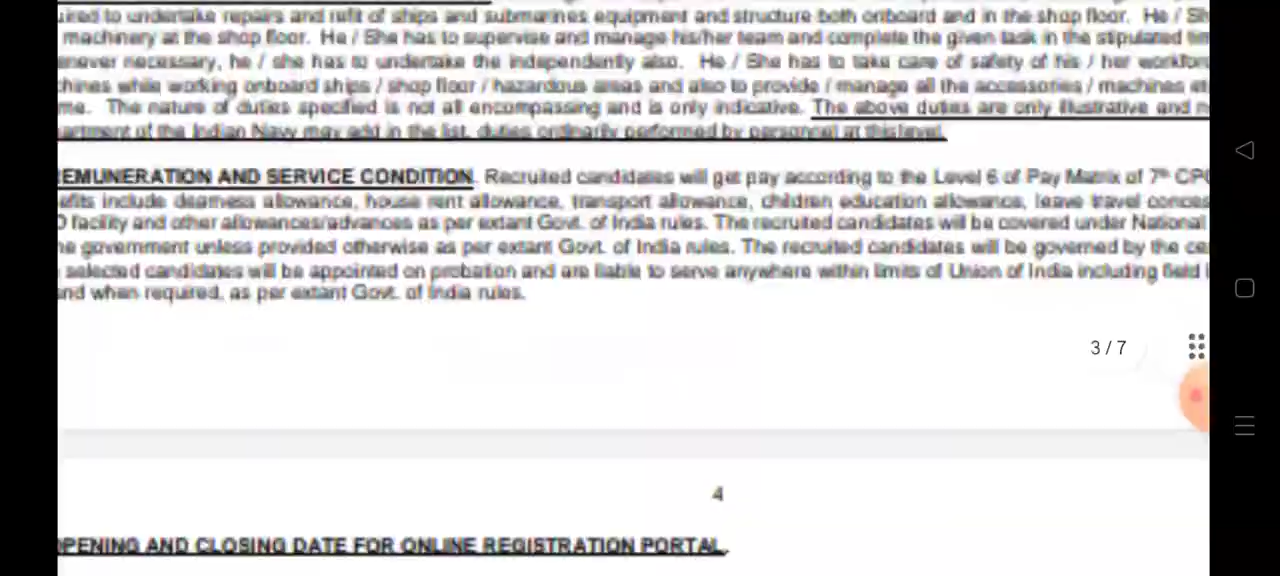 uired to undertake repairs and refit of ships and submarines equipment and structure both onboard and in the shop floor. He / Sh
machinery at the shop floor. He / She has to supervise and manage his/her team and complete the given task in the stipulated tim
enever necessary, he / she has to undertake the independently also. He / She has to take care of safety of his / her workforc
chines while working onboard ships / shop floor / hazardous areas and also to provide / manage all the accessories / machines et
me. The nature of duties specified is not all encompassing and is only indicative. The above duties are only illustrative and n
artment of the Indian Navy may add in the list, duties ordinarily performed by personnel at this level.
EMUNERATION AND SERVICE CONDITION. Recruited candidates will get pay according to the Level 6 of Pay Matrix of 7th CPC
efits include dearness allowance, house rent allowance, transport allowance, children education allowance, leave travel conces
D facility and other allowances/advances as per extant Govt. of India rules. The recruited candidates will be covered under National
he government unless provided otherwise as per extant Govt. of India rules. The recruited candidates will be governed by the ce
selected candidates will be appointed on probation and are liable to serve anywhere within limits of Union of India including field
and when required, as per extant Govt. of India rules.
3 / 7
4
OPENING AND CLOSING DATE FOR ONLINE REGISTRATION PORTAL.